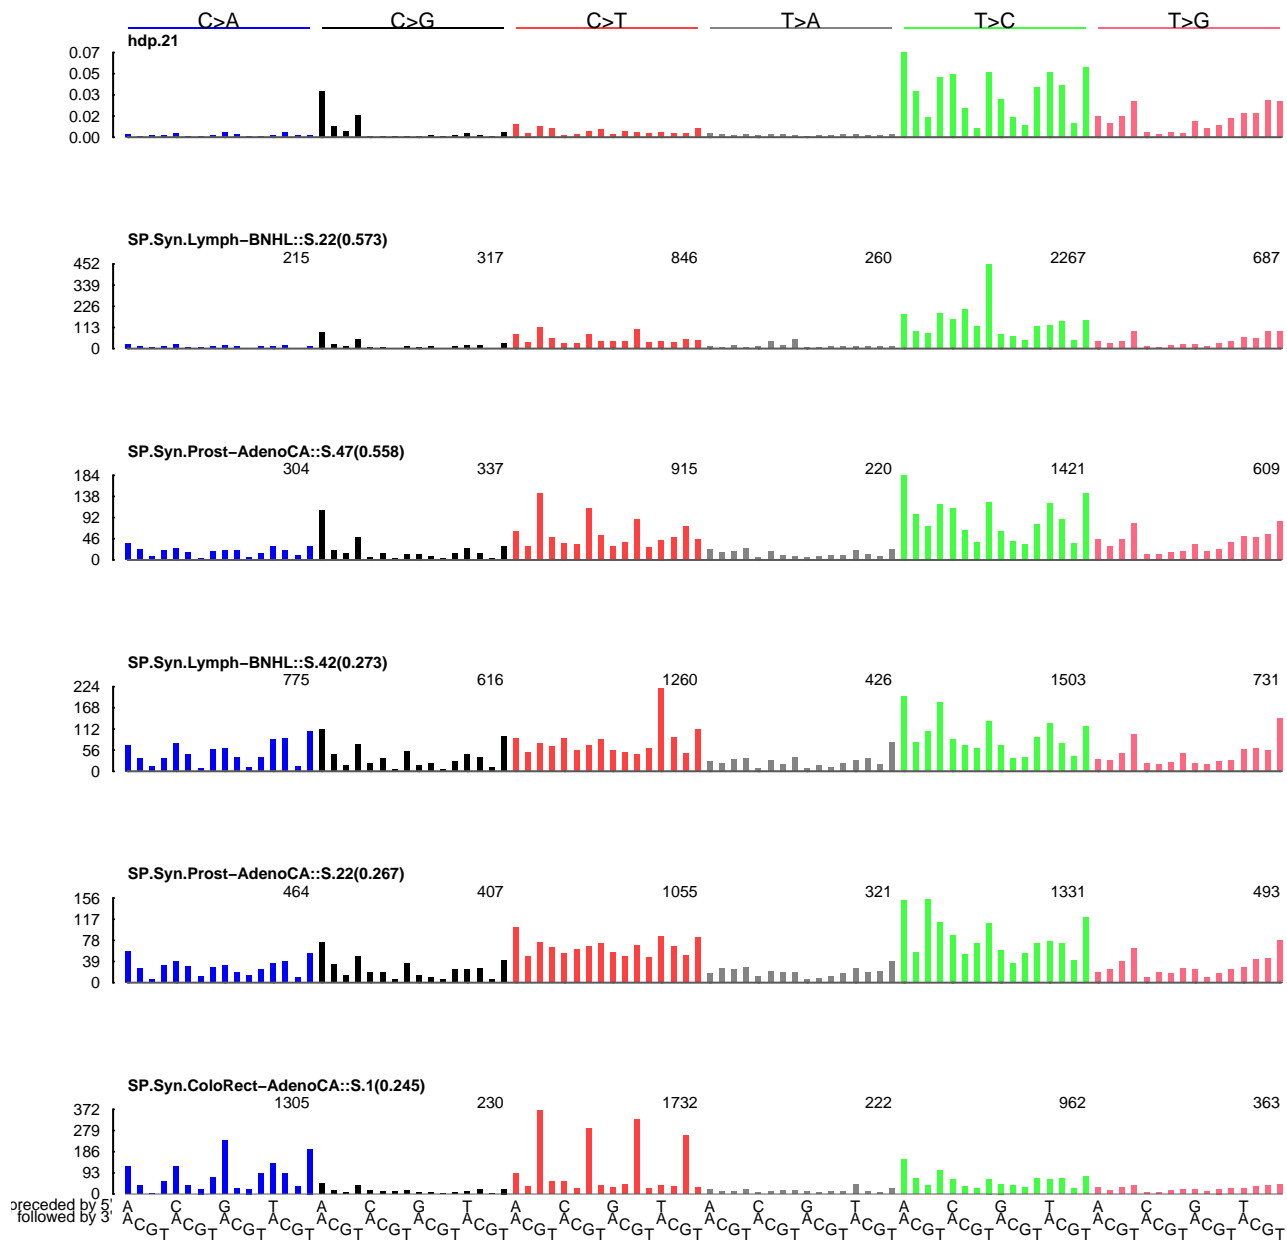 C>A C>G C>T T>A T>C T>G
hdp.21
0.07
0.05
0.03
0.02
0.00
SP.Syn.Lymph−BNHL::S.22(0.573)
215 317 846 260 2267 687
452
339
226
113
0
SP.Syn.Prost−AdenoCA::S.47(0.558)
304 337 915 220 1421 609
184
138
92
46
0
SP.Syn.Lymph−BNHL::S.42(0.273)
775 616 1260 426 1503 731
224
168
112
56
0
SP.Syn.Prost−AdenoCA::S.22(0.267)
464 407 1055 321 1331 493
156
117
78
39
0
SP.Syn.ColoRect−AdenoCA::S.1(0.245)
1305 230 1732 222 962 363
372
279
186
93
0
preceded by 5' A C G T A C G T A C G T A C G T A C G T A C G T
followed by 3' A C G T A C G T A C G T A C G T A C G T A C G T A C G T A C G T A C G T A C G T A C G T A C G T A C G T A C G T A C G T A C G T A C G T A C G T A C G T A C G T A C G T A C G T A C G T A C G T